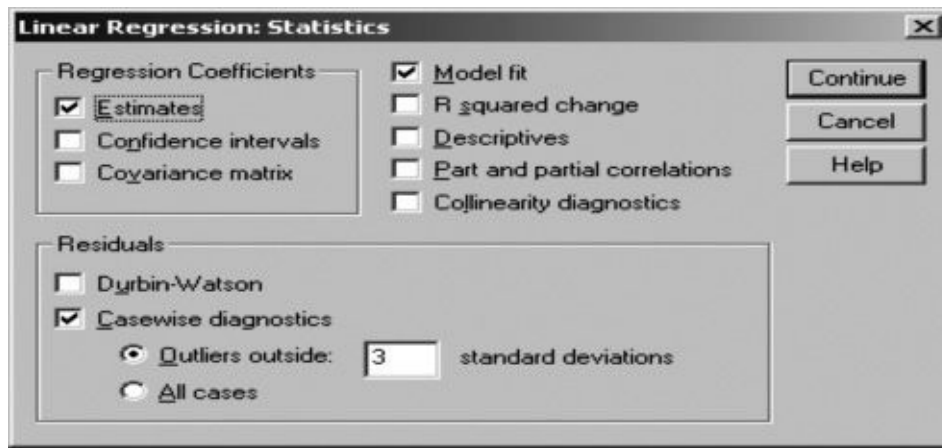 Linear Regression: Statistics
Regression Coefficients
Estimates
Confidence intervals
Covariance matrix
Model fit
R squared change
Descriptives
Part and partial correlations
Collinearity diagnostics
Continue
Cancel
Help
Residuals
Durbin-Watson
Casewise diagnostics
Outliers outside: 3 standard deviations
All cases